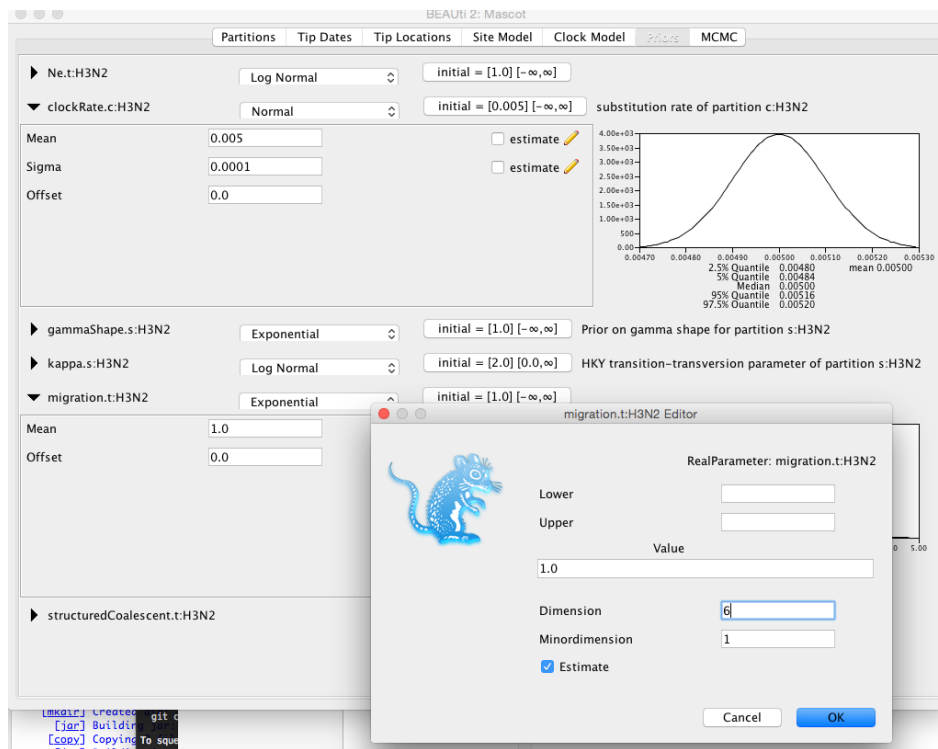 BEAUti 2: Mascot
Partitions Tip Dates Tip Locations Site Model Clock Model Priors MCMC
Ne.t:H3N2 Log Normal initial = [1.0] [-∞,∞]
clockRate.c:H3N2 Normal initial = [0.005] [-∞,∞] substitution rate of partition c:H3N2
Mean 0.005 estimate
Sigma 0.0001 estimate
Offset 0.0
4.00e+03
3.50e+03
3.00e+03
2.50e+03
2.00e+03
1.50e+03
1.00e+03
500
0.00
0.00470 0.00480 0.00490 0.00500 0.00510 0.00520 0.00530
2.5% Quantile 0.00480 mean 0.00500
5% Quantile 0.00484
Median 0.00500
95% Quantile 0.00516
97.5% Quantile 0.00520
gammaShape.s:H3N2 Exponential initial = [1.0] [-∞,∞] Prior on gamma shape for partition s:H3N2
kappa.s:H3N2 Log Normal initial = [2.0] [0.0,∞] HKY transition-transversion parameter of partition s:H3N2
migration.t:H3N2 Exponential initial = [1.0] [-∞,∞]
Mean 1.0
Offset 0.0
0 5.00
structuredCoalescent.t:H3N2
migration.t:H3N2 Editor
RealParameter: migration.t:H3N2
Lower
Upper
Value
1.0
Dimension 6
Minordimension 1
Estimate
Cancel OK
[mkdir] Created git c
[jar] Building jar:
[copy] Copying To sque